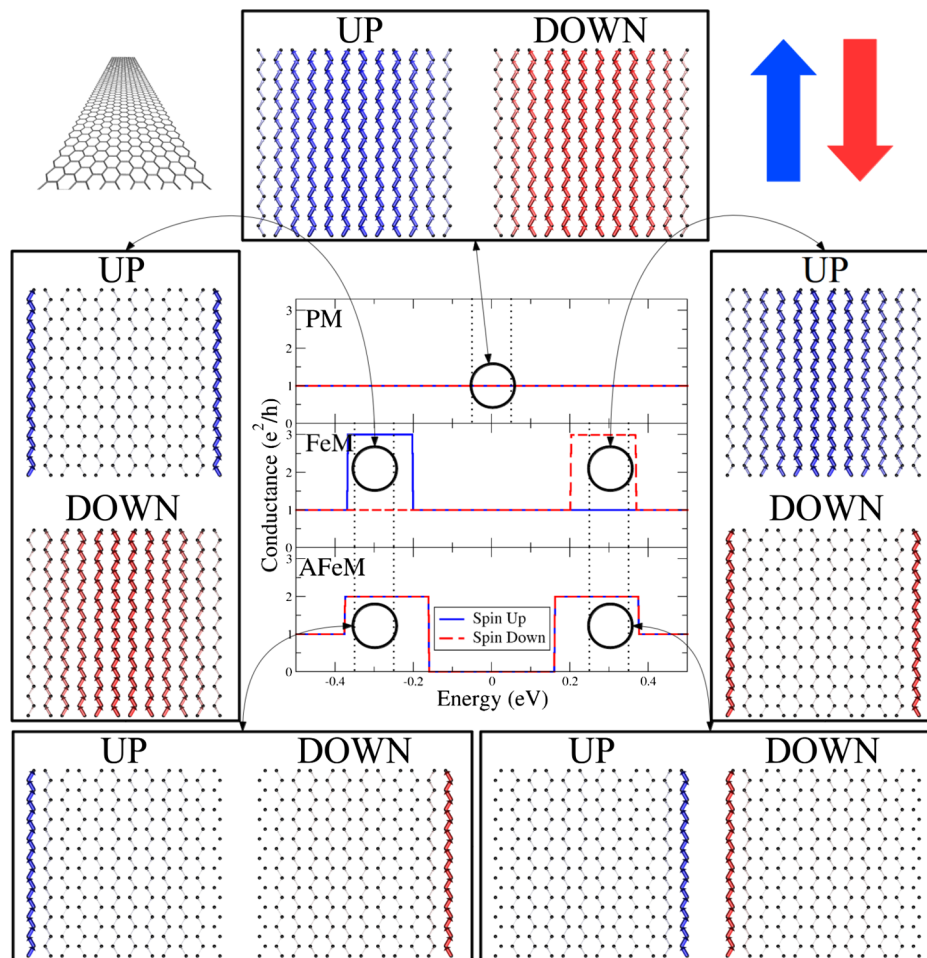 UP DOWN
UP
DOWN
UP
DOWN
Conductance (e²/h)
PM
3
2
1
0
FeM
3
2
1
0
AFeM
3
2
1
0
Spin Up
Spin Down
-0.4 -0.2 0 0.2 0.4
Energy (eV)
UP DOWN
UP DOWN